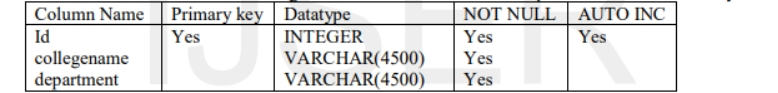 Column Name Primary key Datatype NOT NULL AUTO INC
Id Yes INTEGER Yes Yes
collegename VARCHAR(4500) Yes
department VARCHAR(4500) Yes
IJSER